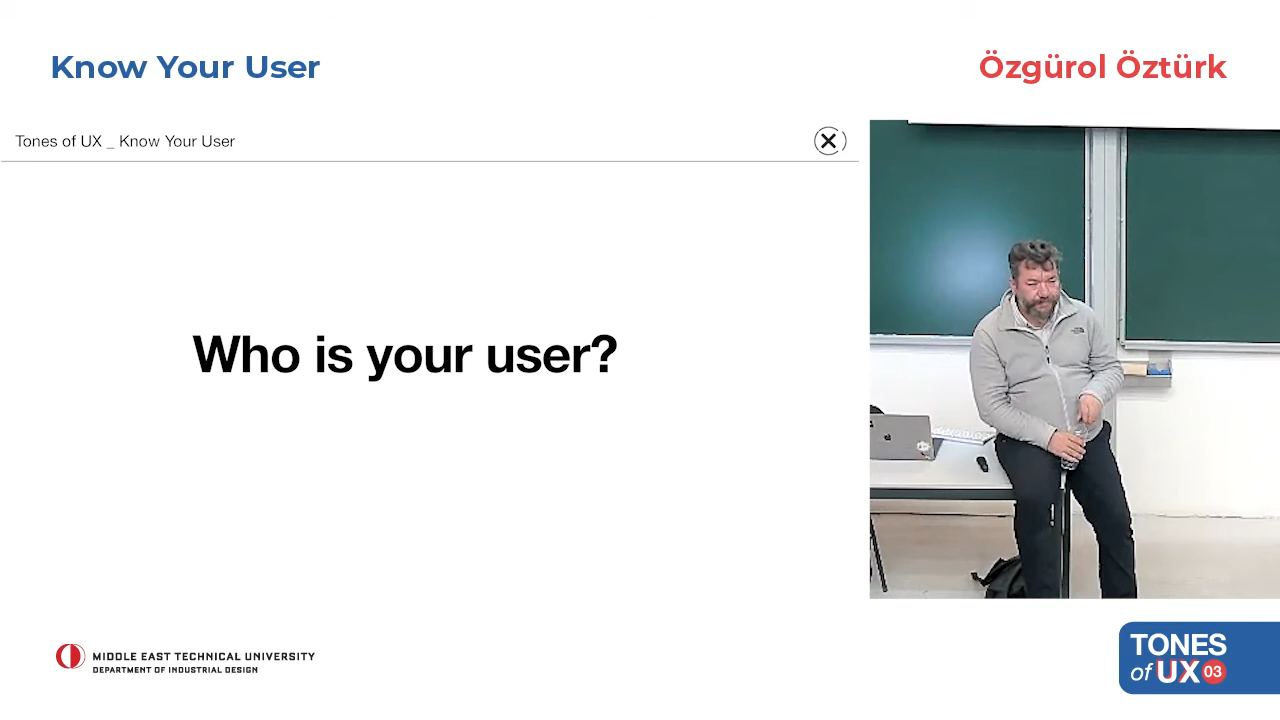 Know Your User
Özgürol Öztürk
Tones of UX _ Know Your User
Who is your user?
MIDDLE EAST TECHNICAL UNIVERSITY
DEPARTMENT OF INDUSTRIAL DESIGN
TONES
of UX 03